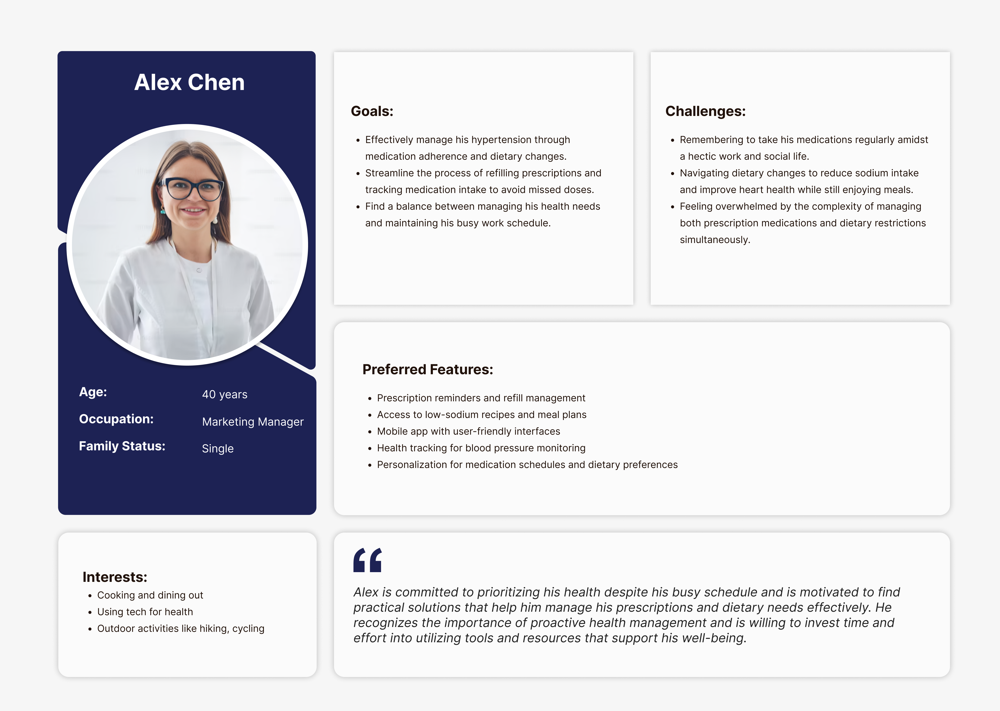 Alex Chen
Age: 40 years
Occupation: Marketing Manager
Family Status: Single
Goals:
• Effectively manage his hypertension through
medication adherence and dietary changes.
• Streamline the process of refilling prescriptions and
tracking medication intake to avoid missed doses.
• Find a balance between managing his health needs
and maintaining his busy work schedule.
Challenges:
• Remembering to take his medications regularly amidst
a hectic work and social life.
• Navigating dietary changes to reduce sodium intake
and improve heart health while still enjoying meals.
• Feeling overwhelmed by the complexity of managing
both prescription medications and dietary restrictions
simultaneously.
Preferred Features:
• Prescription reminders and refill management
• Access to low-sodium recipes and meal plans
• Mobile app with user-friendly interfaces
• Health tracking for blood pressure monitoring
• Personalization for medication schedules and dietary preferences
Interests:
• Cooking and dining out
• Using tech for health
• Outdoor activities like hiking, cycling
“
Alex is committed to prioritizing his health despite his busy schedule and is motivated to find
practical solutions that help him manage his prescriptions and dietary needs effectively. He
recognizes the importance of proactive health management and is willing to invest time and
effort into utilizing tools and resources that support his well-being.